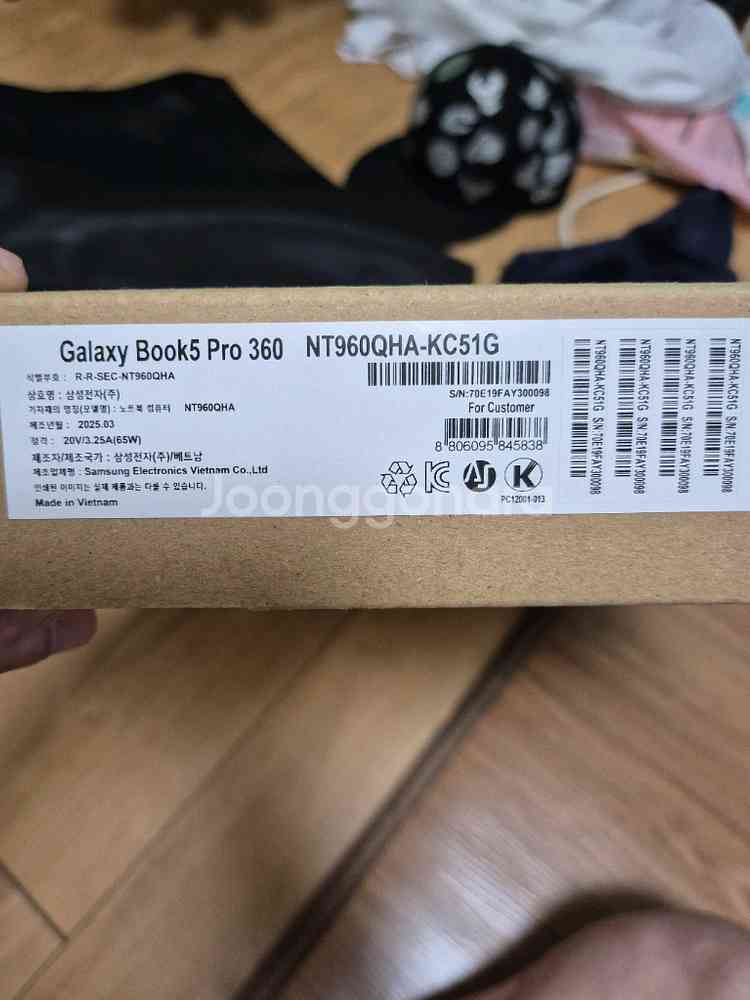 Galaxy Book5 Pro 360 NT960QHA-KC51G
식별부호 : R-R-SEC-NT960QHA
상호명 : 삼성전자(주)
기자재의 명칭(모델명) : 노트북 컴퓨터 NT960QHA
제조년월 : 2025.03
정격 : 20V/3.25A(65W)
제조자/제조국가 : 삼성전자(주)/베트남
제조업체명 : Samsung Electronics Vietnam Co.,Ltd
인쇄된 이미지는 실제 제품과는 다를 수 있습니다.
Made in Vietnam
S/N:70E19FAY300098
For Customer
8 806095 845838
PC12001-013
NT960QHA-KC51G S/N:70E19FAY300098
NT960QHA-KC51G S/N:70E19FAY300098
NT960QHA-KC51G S/N:70E19FAY300098
NT960QHA-KC51G S/N:70E19FAY300098
Joonggonara